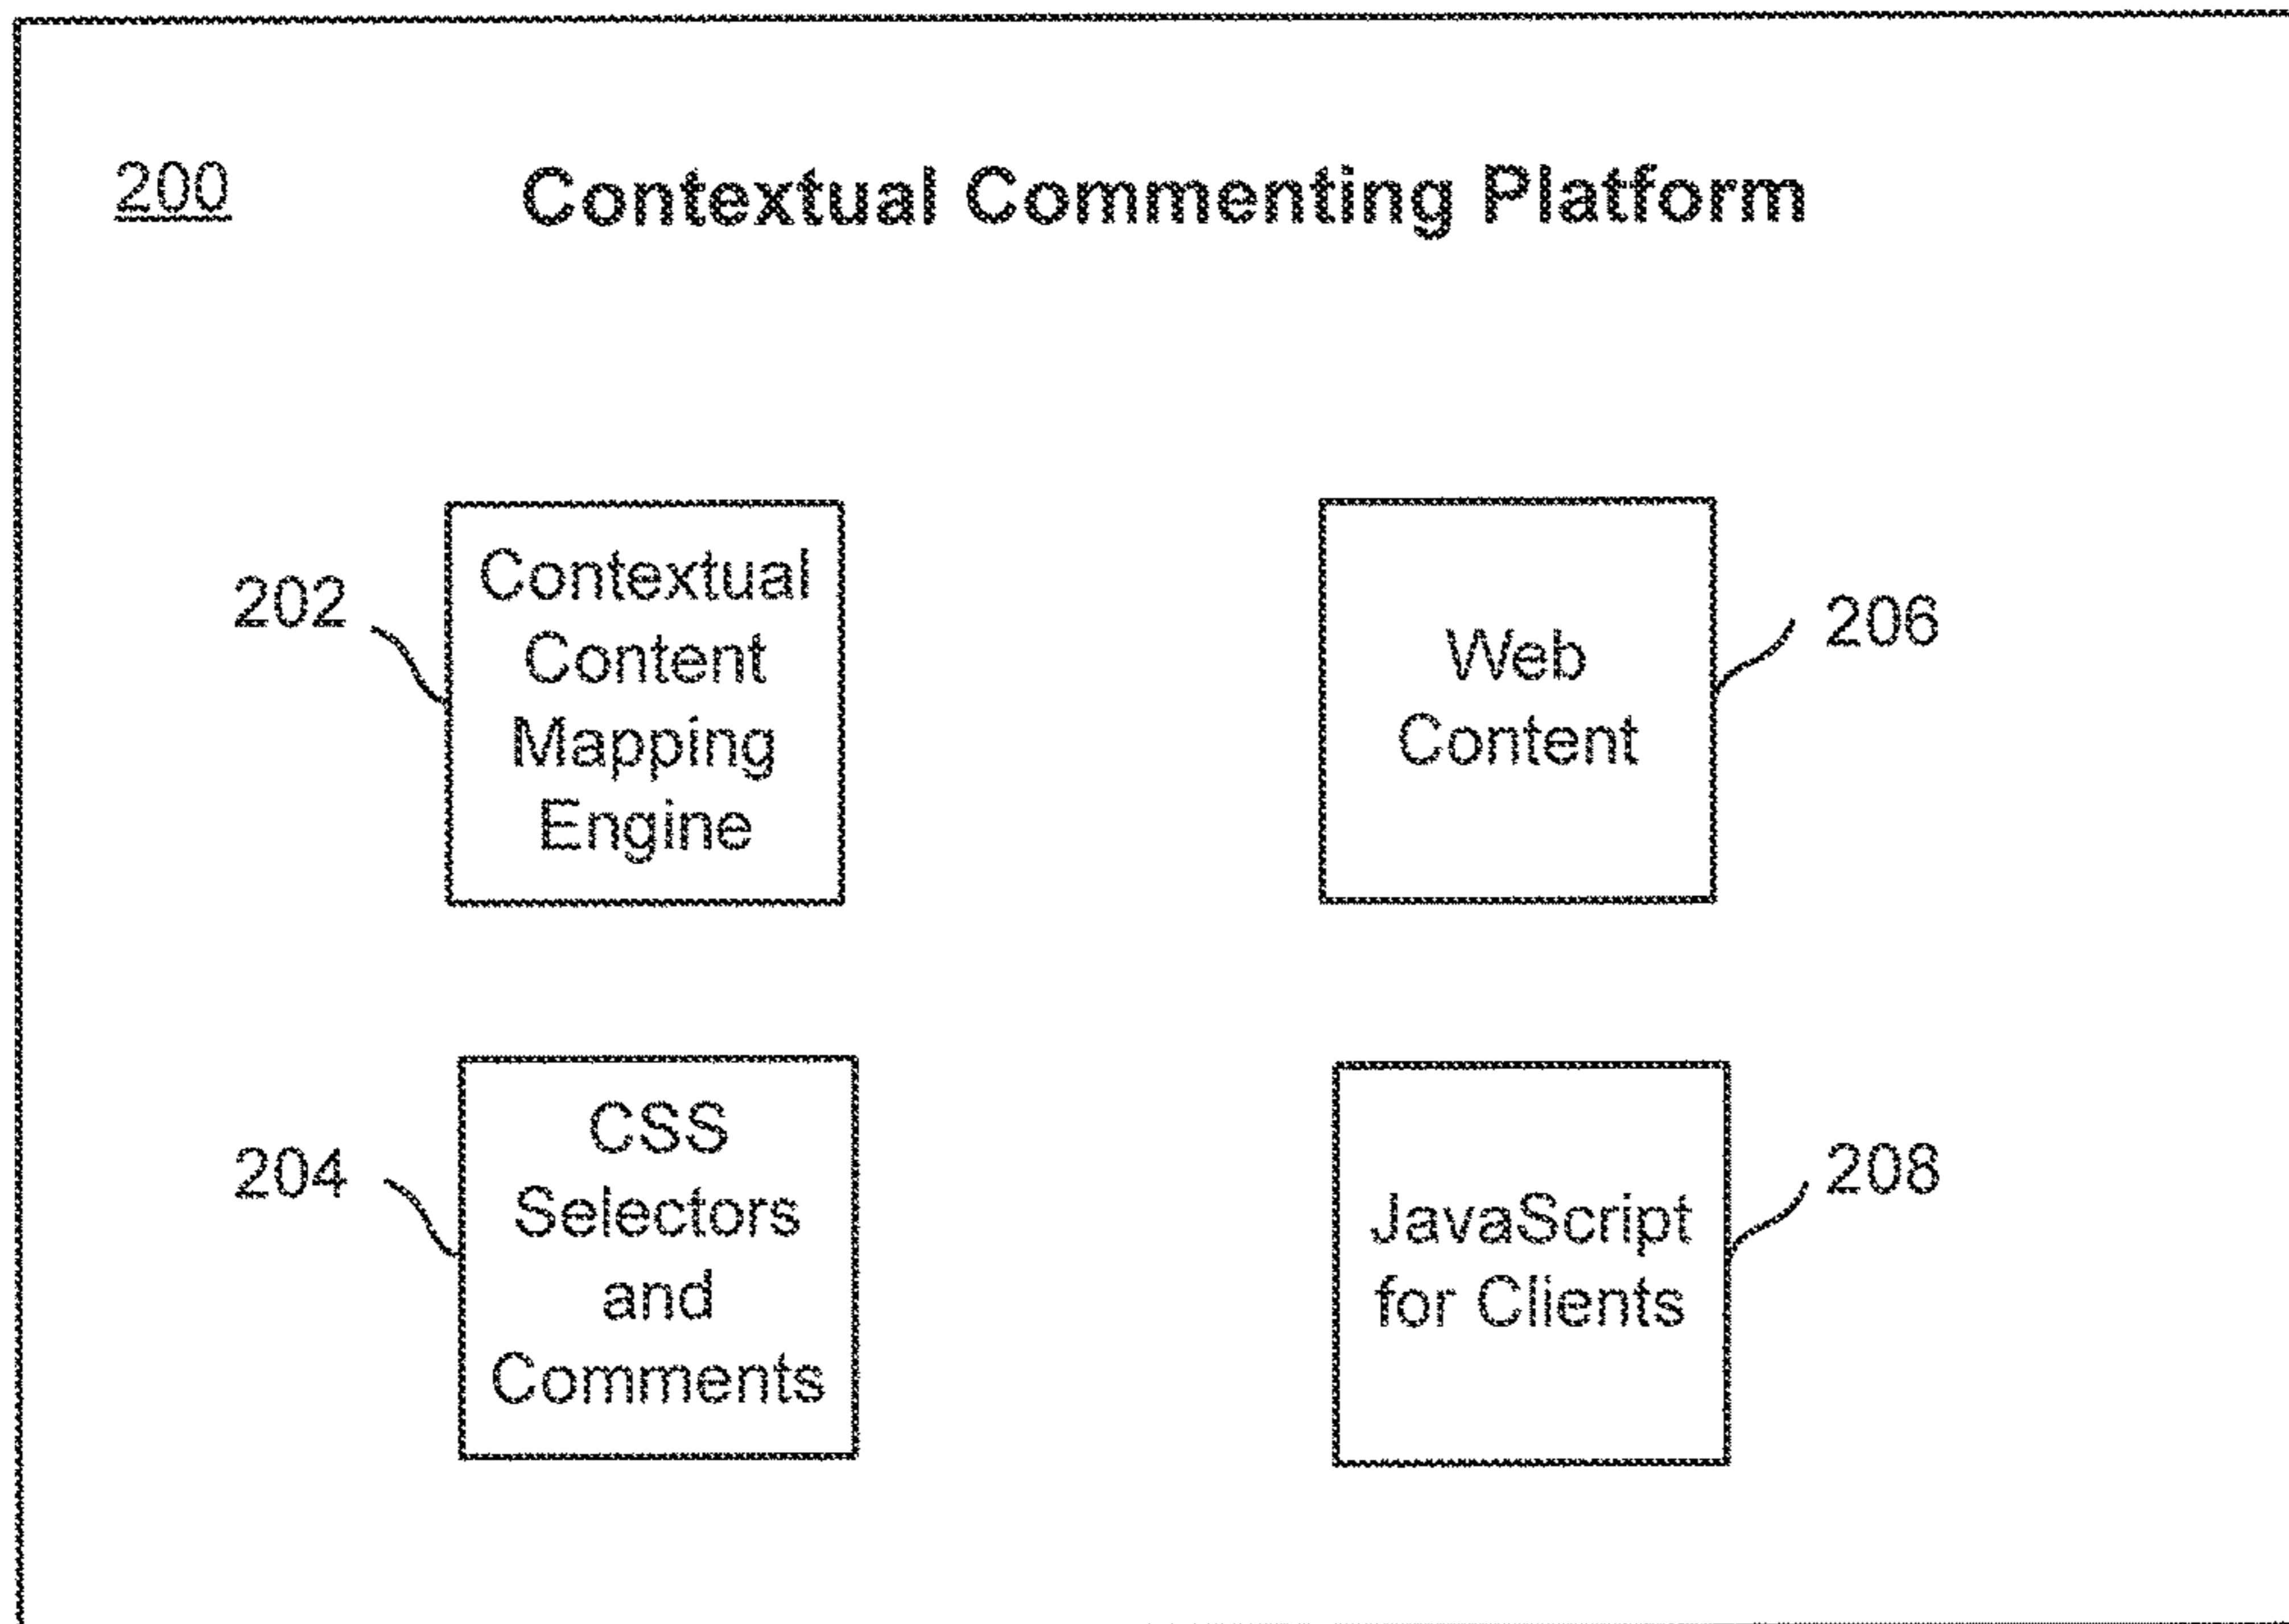 200
Contextual Commenting Platform
202
Contextual
Content
Mapping
Engine
Web
Content
206
204
CSS
Selectors
and
Comments
JavaScript
for Clients
208